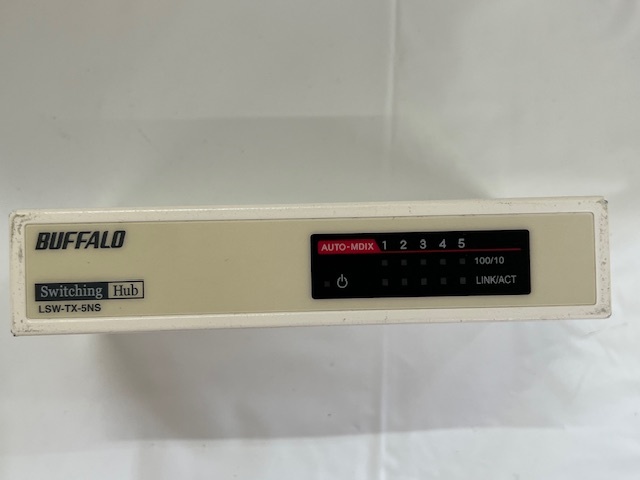 BUFFALO
Switching Hub
LSW-TX-5NS
AUTO-MDIX 1 2 3 4 5
100/10
LINK/ACT